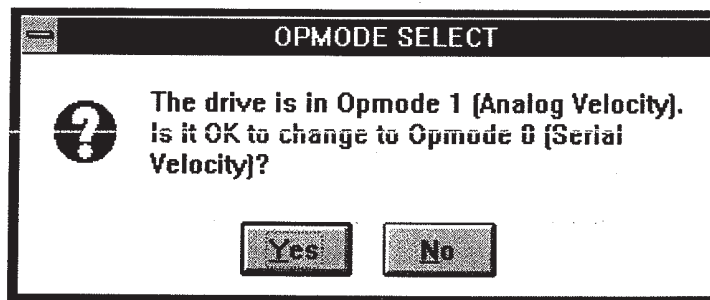 OPMODE SELECT
The drive is in Opmode 1 (Analog Velocity).
Is it OK to change to Opmode 0 (Serial
Velocity)?
Yes
No